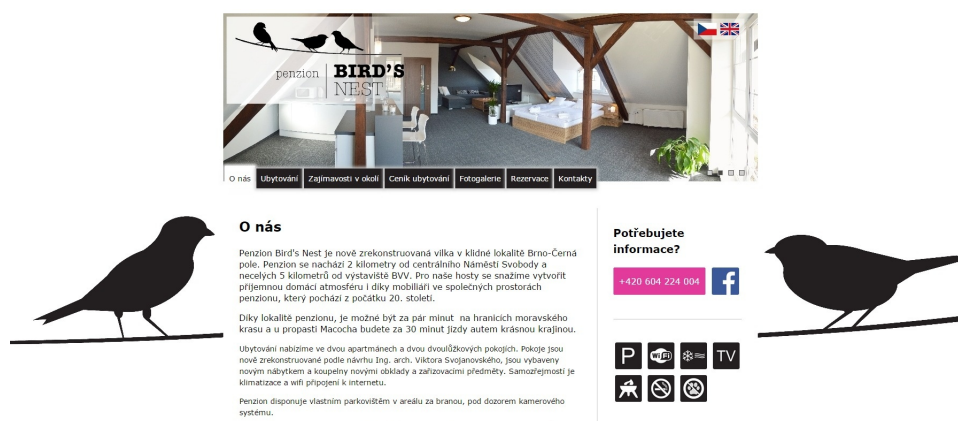 penzion BIRD'S
NEST
O nás Ubytování Zajímavosti v okolí Ceník ubytování Fotogalerie Rezervace Kontakty
O nás
Penzion Bird's Nest je nově zrekonstruovaná vilka v klidné lokalitě Brno-Černá
pole. Penzion se nachází 2 kilometry od centrálního Náměstí Svobody a
necelých 5 kilometrů od výstaviště BVV. Pro naše hosty se snažíme vytvořit
příjemnou domácí atmosféru i díky mobiliáři ve společných prostorách
penzionu, který pochází z počátku 20. století.
Díky lokalitě penzionu, je možné být za pár minut na hranicích moravského
krasu a u propasti Macocha budete za 30 minut jízdy autem krásnou krajinou.
Ubytování nabízíme ve dvou apartmánech a dvou dvoulůžkových pokojích. Pokoje jsou
nově zrekonstruované podle návrhu Ing. arch. Viktora Svojanovského, jsou vybaveny
novým nábytkem a koupelny novými obklady a zařizovacími předměty. Samozřejmostí je
klimatizace a wifi připojení k internetu.
Penzion disponuje vlastním parkovištěm v areálu za branou, pod dozorem kamerového
systému.
Potřebujete
informace?
+420 604 224 004 f
P WiFi TV